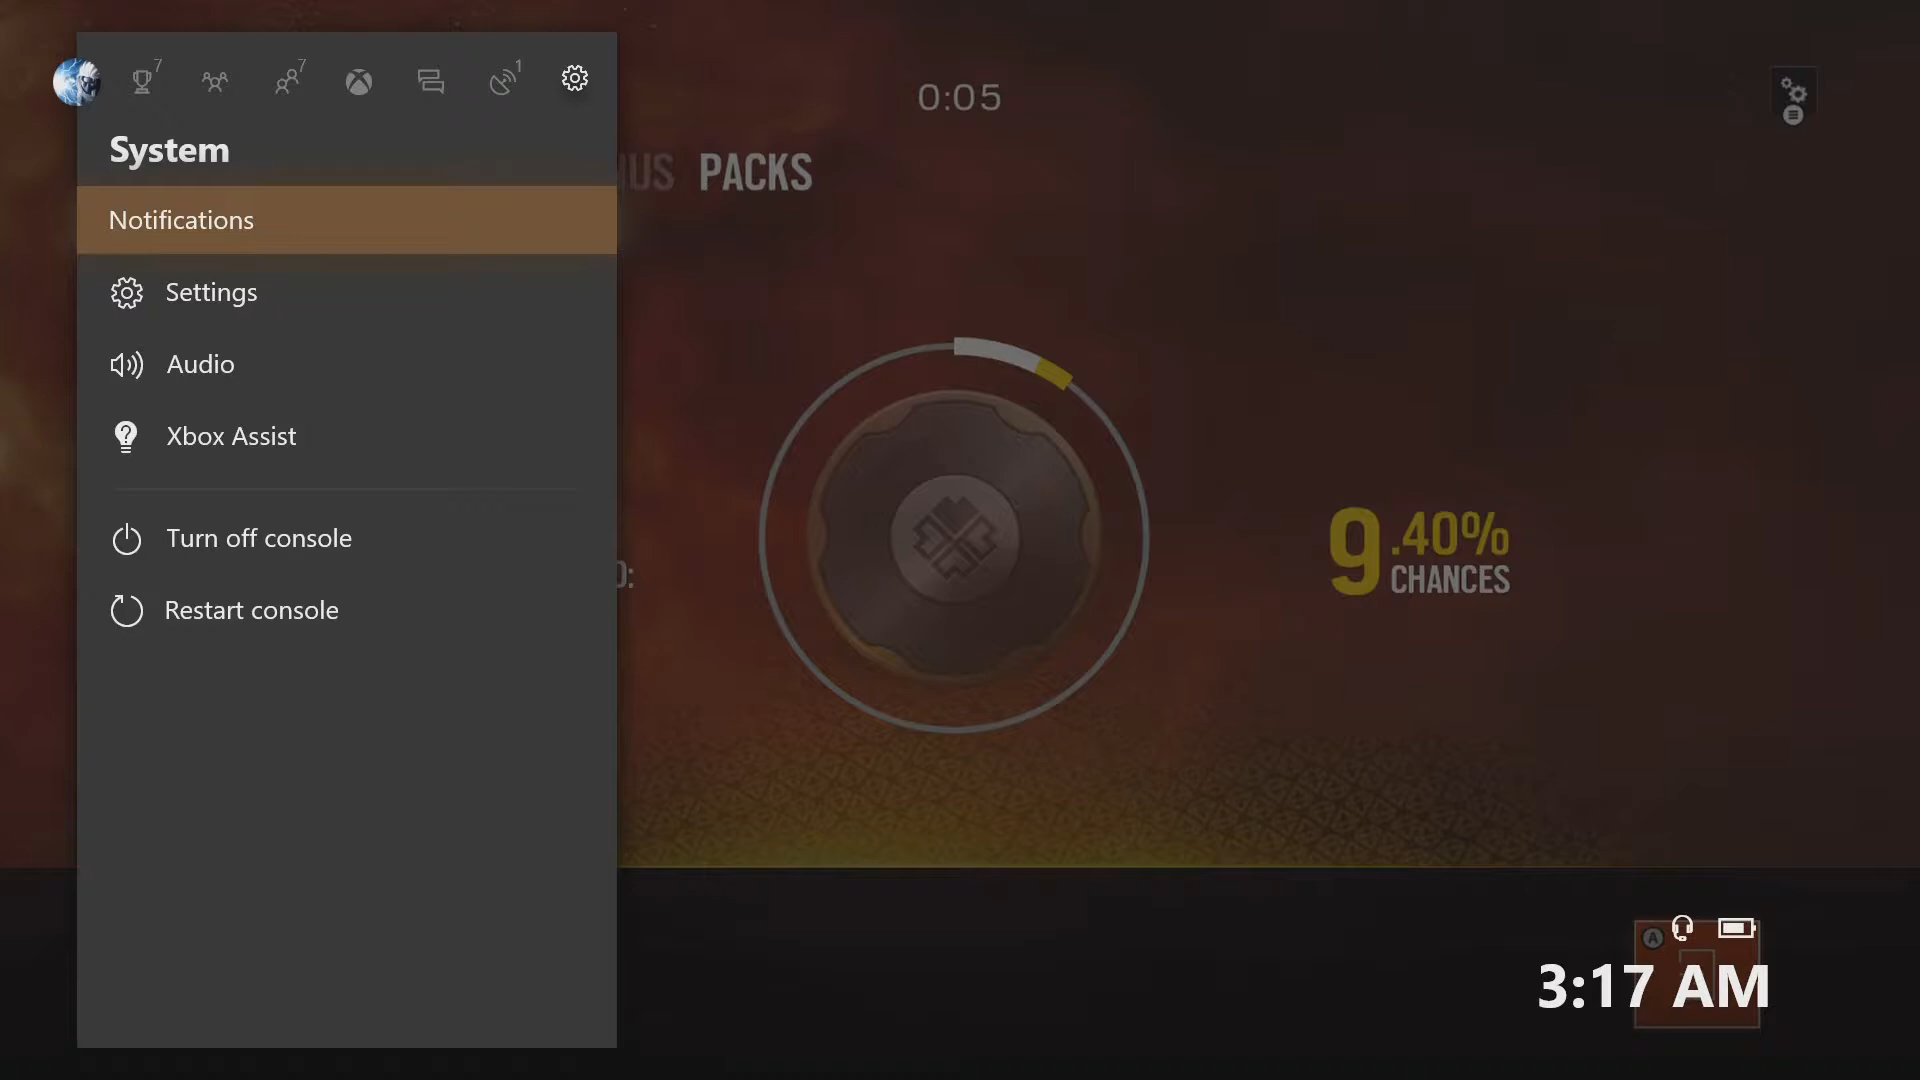 7
7
1
System
Notifications
Settings
Audio
Xbox Assist
Turn off console
Restart console
0:05
PACKS
9.40%
CHANCES
A
3:17 AM